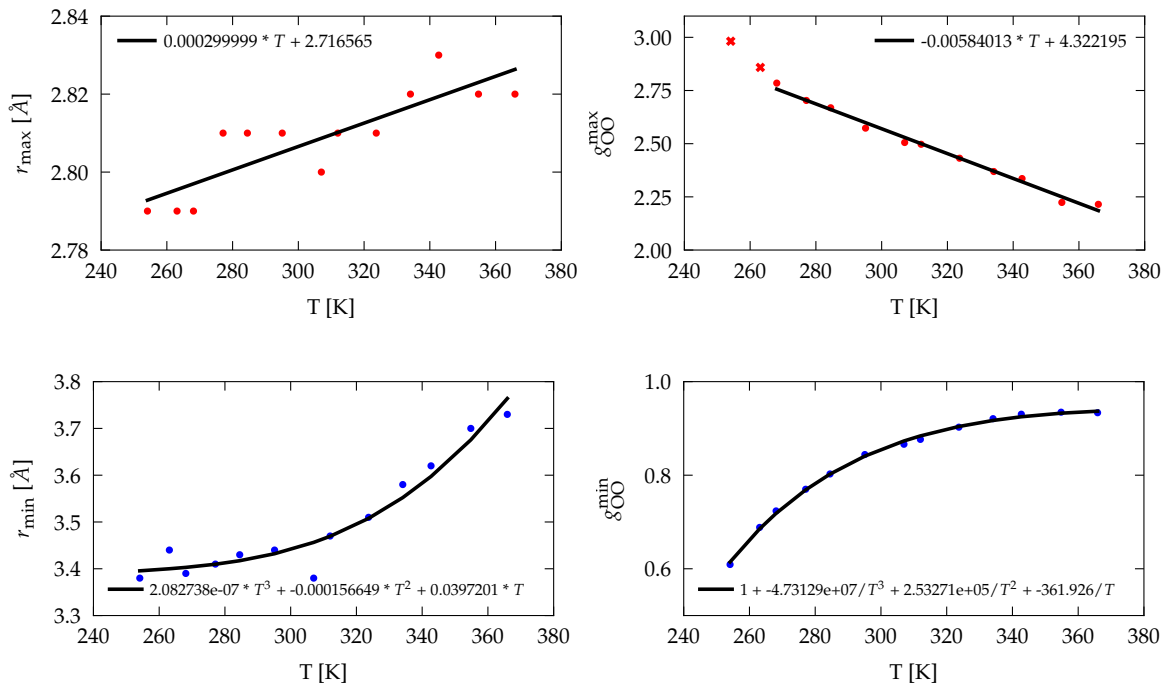 2.84
2.82
2.80
2.78
r_max [Å]
0.000299999 * T + 2.716565
240 260 280 300 320 340 360 380
T [K]
3.00
2.75
2.50
2.25
2.00
g_OO^max
-0.00584013 * T + 4.322195
240 260 280 300 320 340 360 380
T [K]
3.8
3.7
3.6
3.5
3.4
3.3
r_min [Å]
2.082738e-07 * T³ + -0.000156649 * T² + 0.0397201 * T
240 260 280 300 320 340 360 380
T [K]
1.0
0.8
0.6
g_OO^min
1 + -4.73129e+07/T³ + 2.53271e+05/T² + -361.926/T
240 260 280 300 320 340 360 380
T [K]